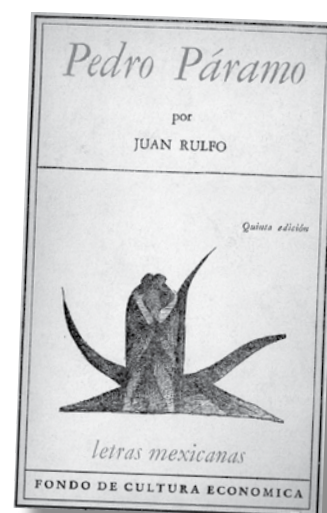 Pedro Páramo
por
JUAN RULFO
Quinta edición
letras mexicanas
FONDO DE CULTURA ECONOMICA